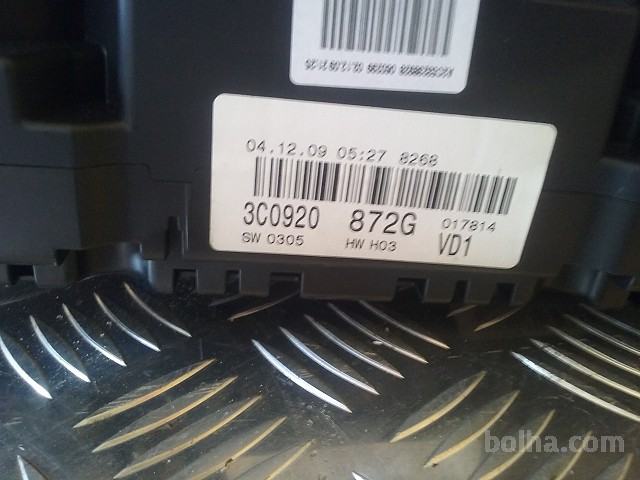 04.12.09 05:27 8268
3C0920 872G 017814
SW 0305 HW H03 VD1
bolha.com